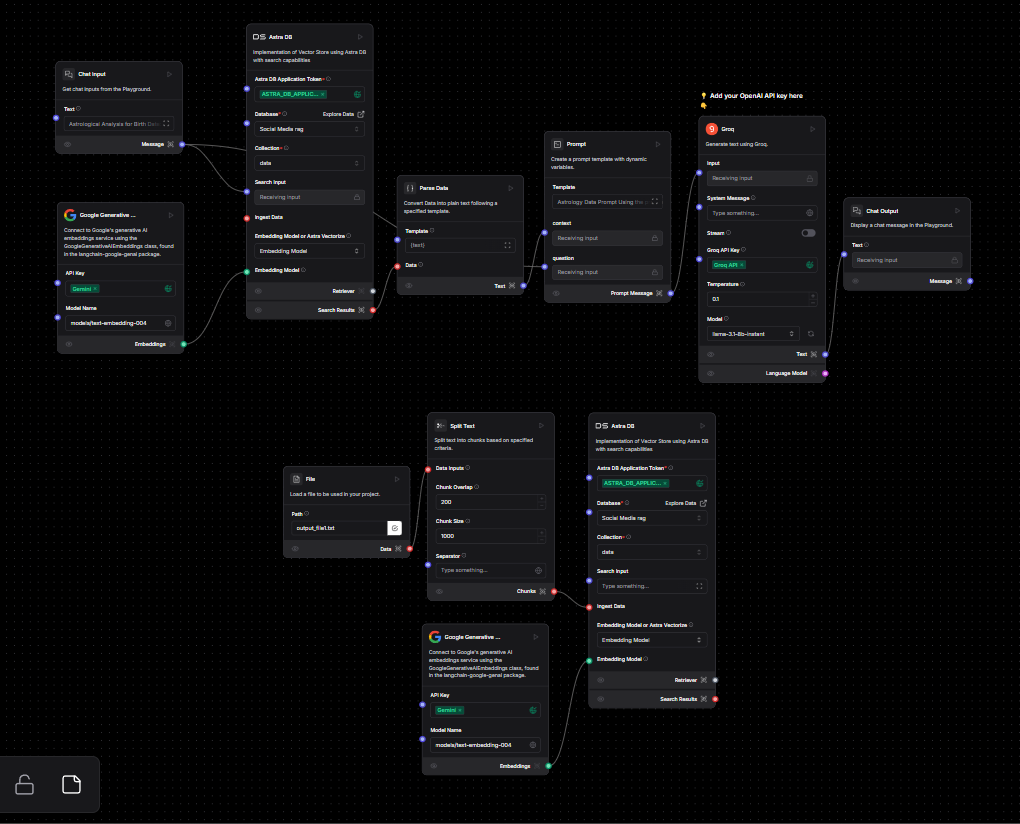 Chat Input
Get chat inputs from the Playground.
Text
Astrological Analysis for Birth Data
Message
Google Generative ...
Connect to Google's generative AI
embeddings service using the
GoogleGenerativeAIEmbeddings class, found
in the langchain-google-genai package.
API Key
Gemini ×
Model Name
models/text-embedding-004
Embeddings
DS Astra DB
Implementation of Vector Store using Astra DB
with search capabilities
Astra DB Application Token*
ASTRA_DB_APPLIC... ×
Database*
Explore Data
Social Media rag
Collection*
data
Search Input
Receiving input
Ingest Data
Embedding Model or Astra Vectorize
Embedding Model
Embedding Model
Retriever
Search Results
Parse Data
Convert Data into plain text following a
specified template.
Template
{text}
Data
Text
Prompt
Create a prompt template with dynamic
variables.
Template
Astrology Data Prompt Using the
context
Receiving input
question
Receiving input
Prompt Message
Add your OpenAI API key here
Groq
Generate text using Groq.
Input
Receiving input
System Message
Type something...
Stream
Groq API Key
Groq API ×
Temperature
0.1
Model
llama-3.1-8b-instant
Text
Language Model
Chat Output
Display a chat message in the Playground.
Text
Receiving input
Message
File
Load a file to be used in your project.
Path
output_file1.txt
Data
Split Text
Split text into chunks based on specified
criteria.
Data Inputs
Chunk Overlap
200
Chunk Size
1000
Separator
Type something...
Chunks
Google Generative ...
Connect to Google's generative AI
embeddings service using the
GoogleGenerativeAIEmbeddings class, found
in the langchain-google-genai package.
API Key
Gemini ×
Model Name
models/text-embedding-004
Embeddings
DS Astra DB
Implementation of Vector Store using Astra DB
with search capabilities
Astra DB Application Token*
ASTRA_DB_APPLIC... ×
Database*
Explore Data
Social Media rag
Collection*
data
Search Input
Type something...
Ingest Data
Embedding Model or Astra Vectorize
Embedding Model
Embedding Model
Retriever
Search Results